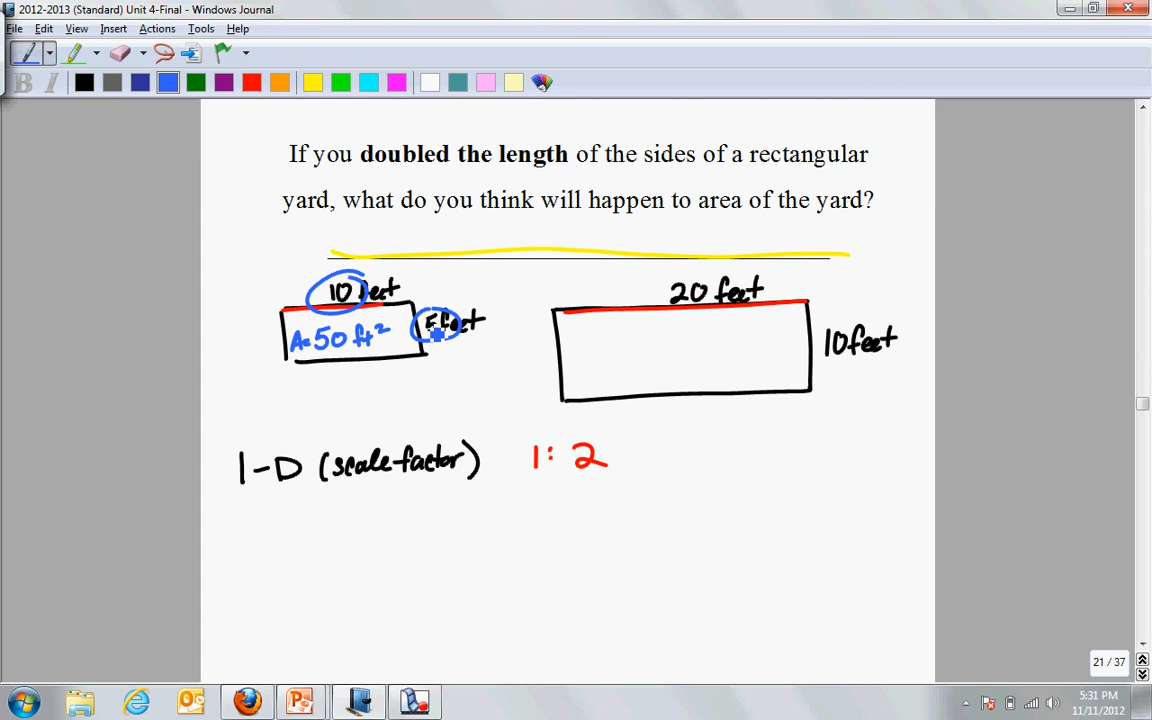 2012-2013 (Standard) Unit 4-Final - Windows Journal
File Edit View Insert Actions Tools Help
B I
If you doubled the length of the sides of a rectangular
yard, what do you think will happen to area of the yard?
10 feet 20 feet
A=50 ft² 5 feet 10 feet
1-D (scale factor) 1:2
21 / 37
5:31 PM
11/11/2012